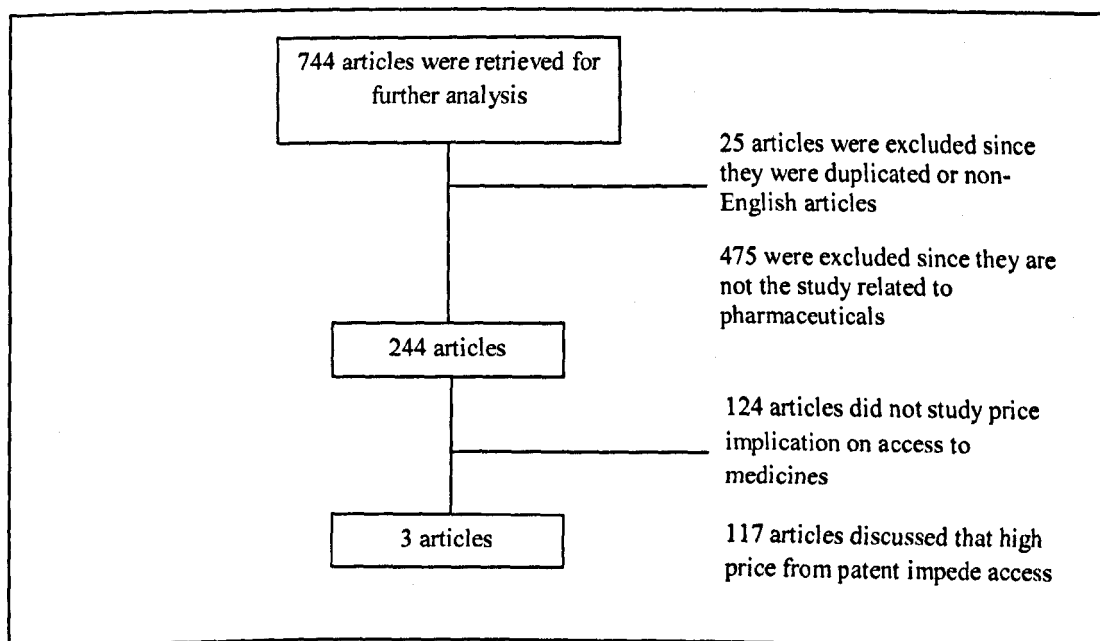 744 articles were retrieved for
further analysis
25 articles were excluded since
they were duplicated or non-
English articles
475 were excluded since they are
not the study related to
pharmaceuticals
244 articles
124 articles did not study price
implication on access to
medicines
3 articles
117 articles discussed that high
price from patent impede access